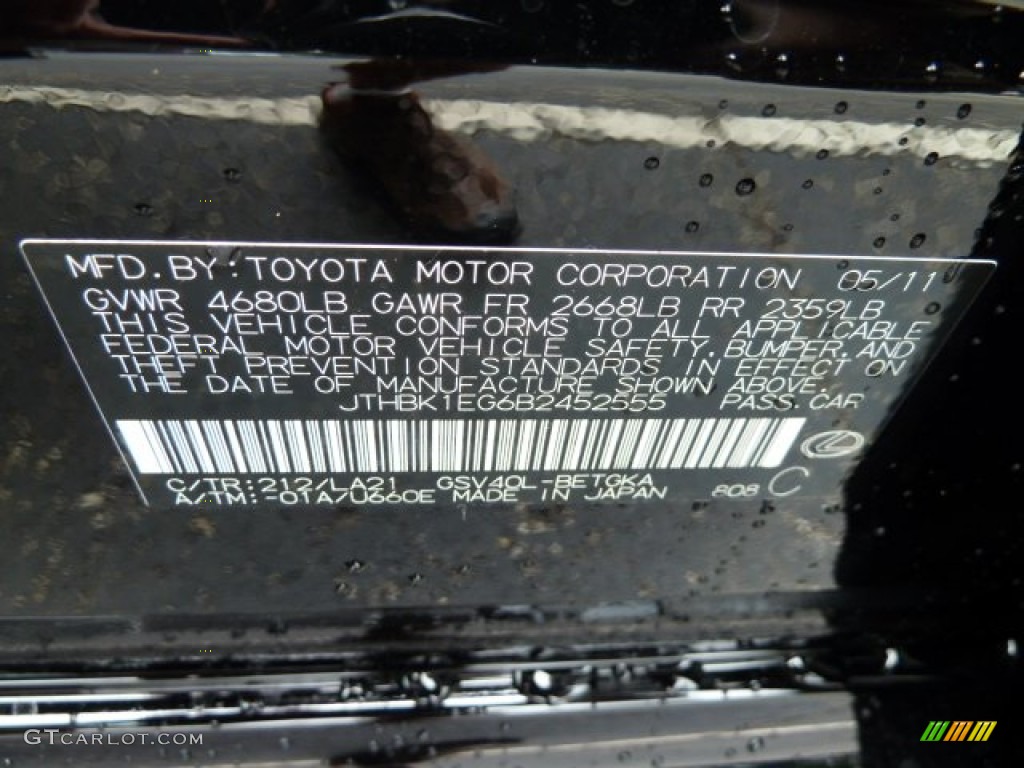 MFD.BY:TOYOTA MOTOR CORPORATION 05/11
GVWR 4680LB GAWR FR 2668LB RR 2359LB
THIS VEHICLE CONFORMS TO ALL APPLICABLE
FEDERAL MOTOR VEHICLE SAFETY, BUMPER, AND
THEFT PREVENTION STANDARDS IN EFFECT ON
THE DATE OF MANUFACTURE SHOWN ABOVE.
JTHBK1EG6B2452555 PASS.CAR
C/TR:212/LA21 GSV40L-BETGKA
A/TM:-01A/U660E MADE IN JAPAN 808 C
GTCARLOT.COM